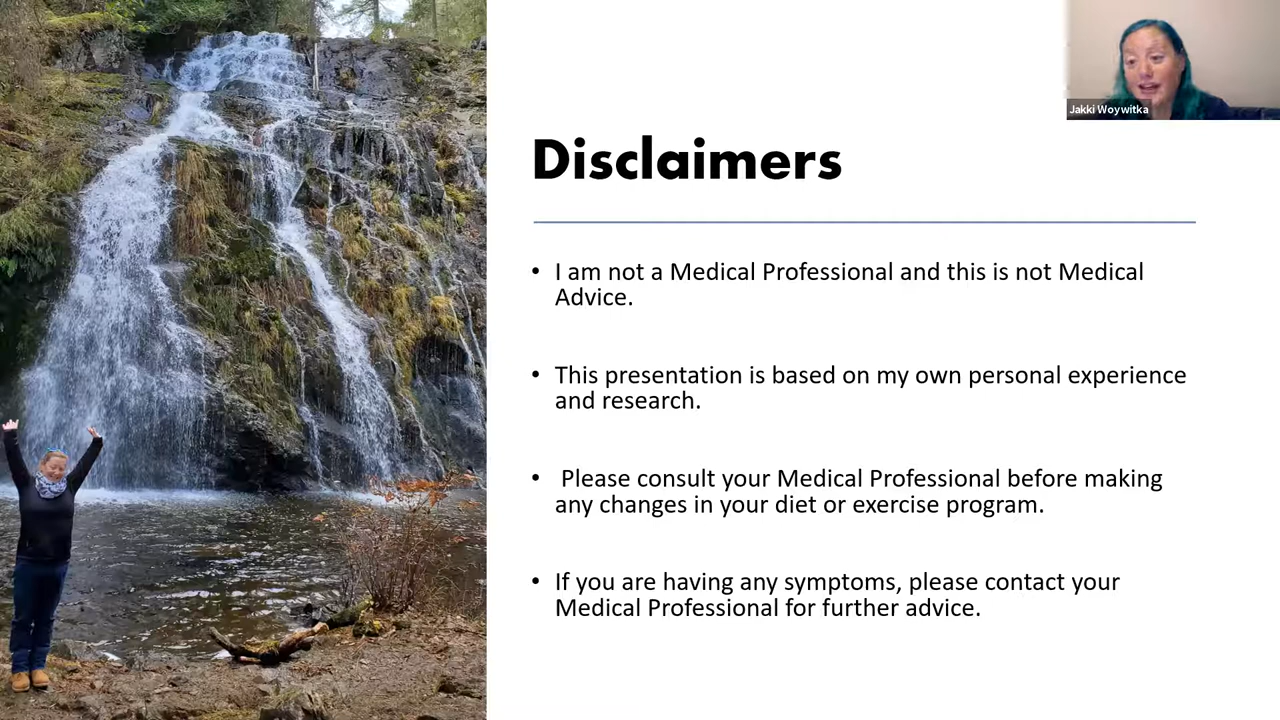 Jakki Woywitka
Disclaimers
• I am not a Medical Professional and this is not Medical
Advice.
• This presentation is based on my own personal experience
and research.
• Please consult your Medical Professional before making
any changes in your diet or exercise program.
• If you are having any symptoms, please contact your
Medical Professional for further advice.